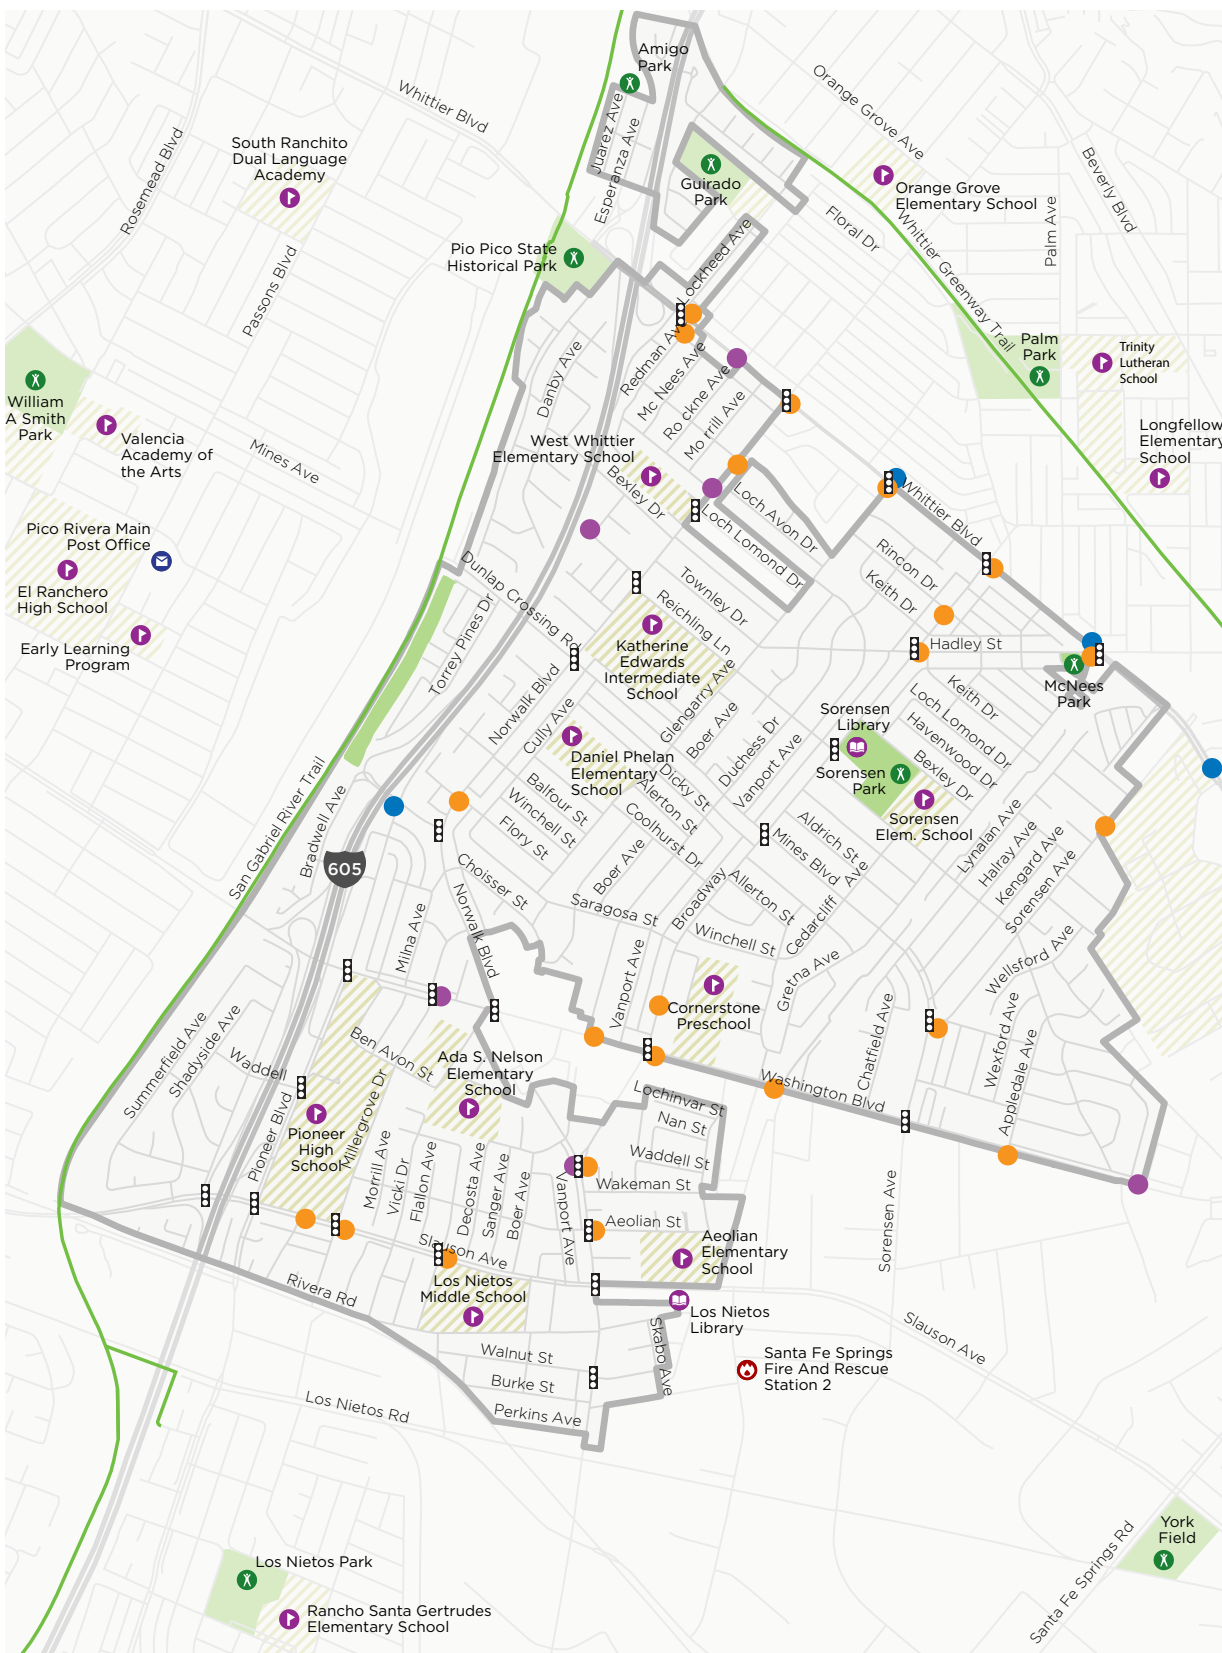 Amigo
Park
Whittier Blvd
Orange Grove Ave
Juarez Ave
Esperanza Ave
South Ranchito
Dual Language
Academy
Rosemead Blvd
Guirado
Park
Orange Grove
Elementary School
Beverly Blvd
Palm Ave
Floral Dr
Whittier Greenway Trail
Pio Pico State
Historical Park
Passons Blvd
Lockheed Ave
Redman Ave
Mc Nees Ave
Ro ckne Ave
Mo rrill Ave
Danby Ave
Palm
Park
Trinity
Lutheran
School
William
A Smith
Park
Valencia
Academy of
the Arts
Mines Ave
West Whittier
Elementary School
Longfellow
Elementary
School
Bexley Dr
Loch Avon Dr
Loch Lomond Dr
Whittier Blvd
Pico Rivera Main
Post Office
El Ranchero
High School
Early Learning
Program
Dunlap Crossing Rd
Torrey Pines Dr
Townley Dr
Reichling Ln
Rincon Dr
Keith Dr
Hadley St
Katherine
Edwards
Intermediate
School
McNees
Park
Norwalk Blvd
Cully Ave
Glengarry Ave
Boer Ave
Duchess Dr
Vanport Ave
Keith Dr
Loch Lomond Dr
Havenwood Dr
Bexley Dr
Sorensen
Library
Sorensen
Park
Sorensen
Elem. School
Daniel Phelan
Elementary
School
Dicky St
Alerton St
Coolhurst Dr
Balfour St
Winchell St
Flory St
San Gabriel River Trail
Bradwell Ave
605
Choisser St
Boer Ave
Broadway
Allerton St
Mines Blvd
Aldrich St
Cedarcliff Ave
Lynalan Ave
Halray Ave
Kengard Ave
Sorensen Ave
Saragosa St
Winchell St
Milna Ave
Norwalk Blvd
Vanport Ave
Gretna Ave
Wellsford Ave
Cornerstone
Preschool
Chatfield Ave
Wexford Ave
Appledale Ave
Summerfield Ave
Shadyside Ave
Waddell
Ben Avon St
Ada S. Nelson
Elementary
School
Washington Blvd
Lochinvar St
Nan St
Waddell St
Wakeman St
Aeolian St
Pioneer Blvd
Pioneer
High
School
Millergrove Dr
Morrill Ave
Vicki Dr
Flallon Ave
Decosta Ave
Sanger Ave
Boer Ave
Vanport Ave
Sorensen Ave
Aeolian
Elementary
School
Slauson Ave
Rivera Rd
Los Nietos
Middle School
Los Nietos
Library
Slauson Ave
Skabo Ave
Walnut St
Burke St
Perkins Ave
Santa Fe Springs
Fire And Rescue
Station 2
Los Nietos Rd
York
Field
Santa Fe Springs Rd
Los Nietos Park
Rancho Santa Gertrudes
Elementary School